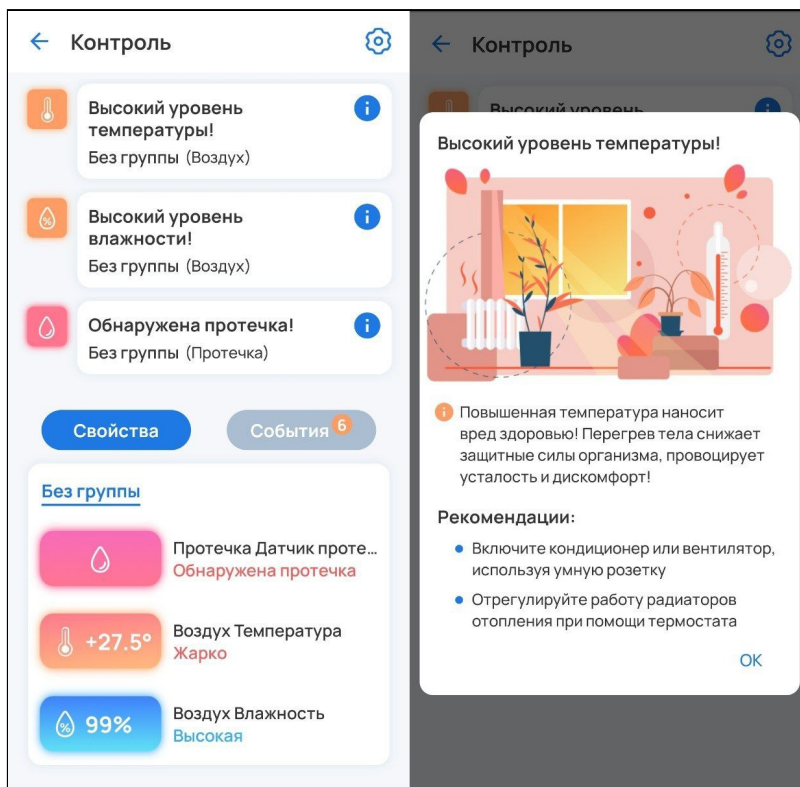 Контроль
Высокий уровень
температуры!
Без группы (Воздух)
Высокий уровень
влажности!
Без группы (Воздух)
Обнаружена протечка!
Без группы (Протечка)
Свойства
События 6
Без группы
Протечка Датчик проте...
Обнаружена протечка
+27.5°
Воздух Температура
Жарко
99%
Воздух Влажность
Высокая
Контроль
Высокий уровень
Высокий уровень температуры!
Повышенная температура наносит
вред здоровью! Перегрев тела снижает
защитные силы организма, провоцирует
усталость и дискомфорт!
Рекомендации:
Включите кондиционер или вентилятор,
используя умную розетку
Отрегулируйте работу радиаторов
отопления при помощи термостата
ОК